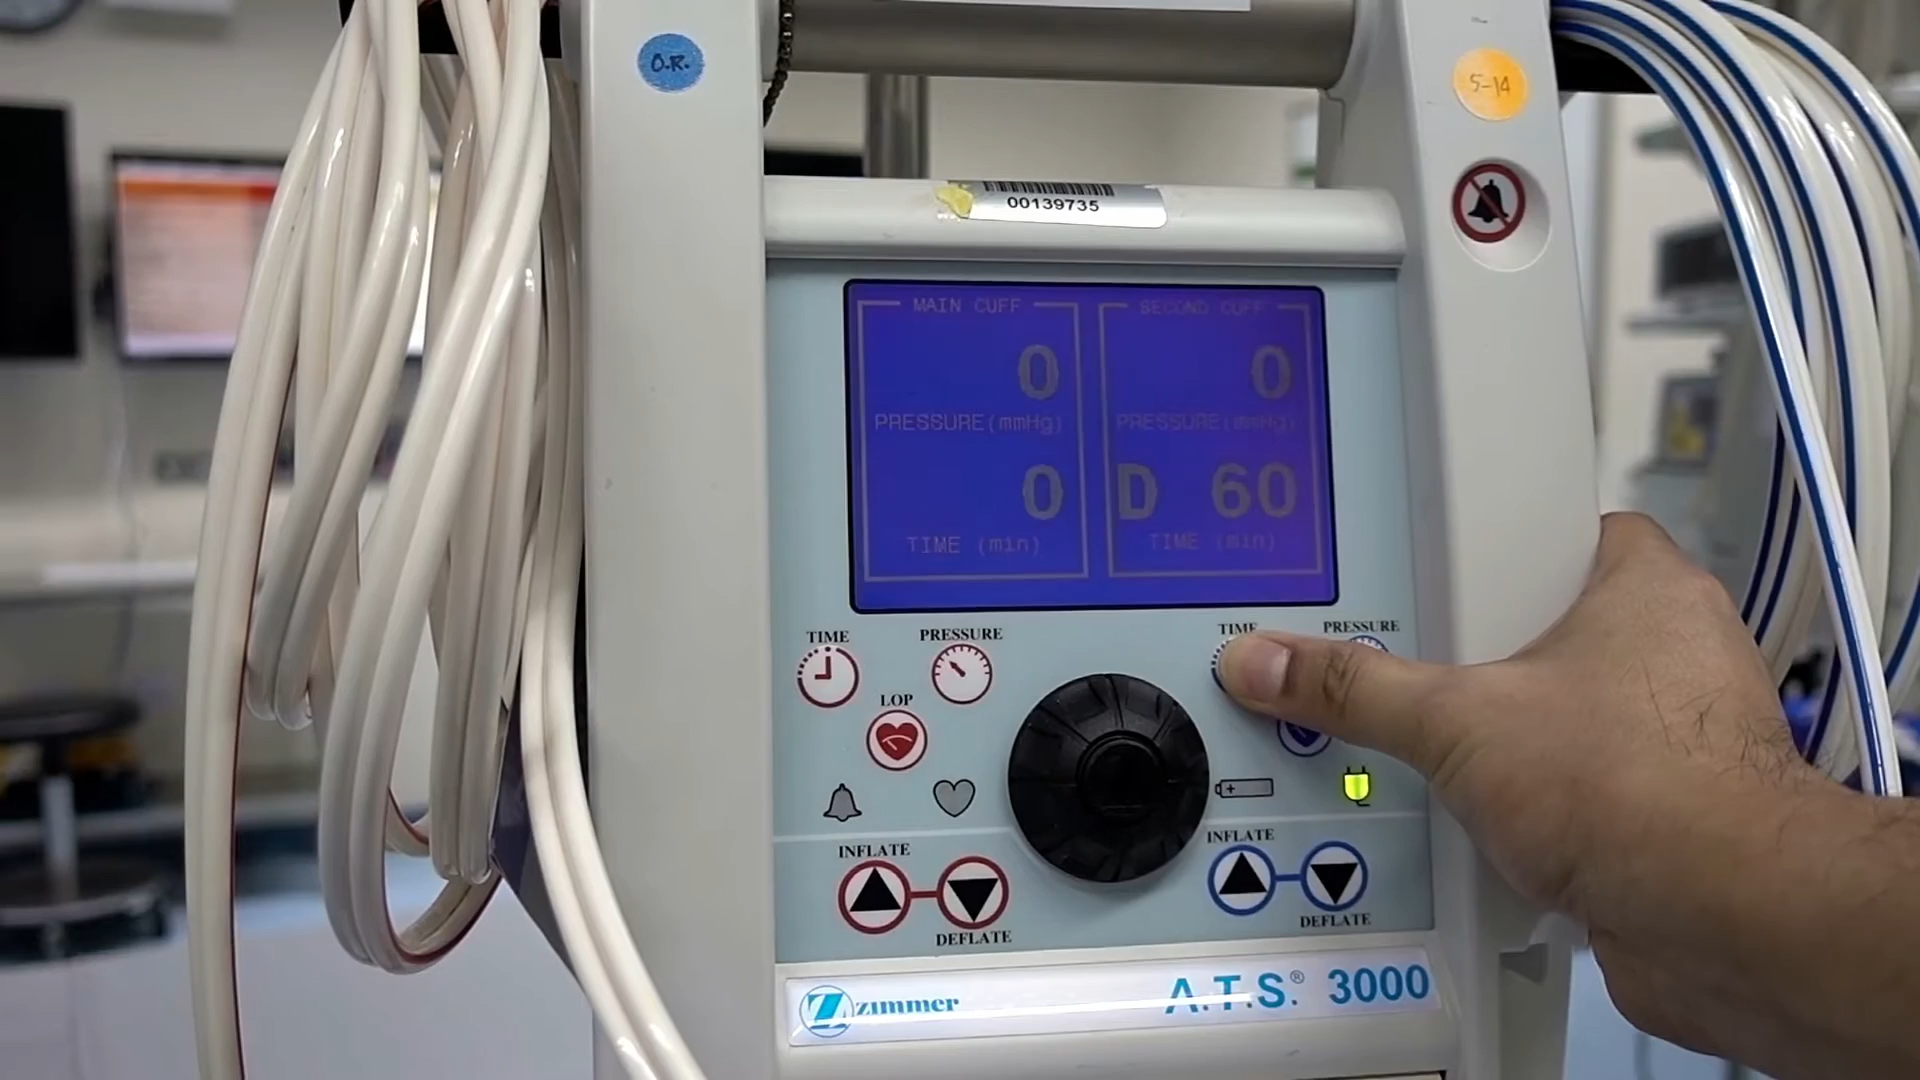 O.R.
5-14
00139735
MAIN CUFF
SECOND CUFF
0
0
PRESSURE(mmHg)
PRESSURE(mmHg)
0
D 60
TIME (min)
TIME (min)
TIME
PRESSURE
TIME
PRESSURE
LOP
INFLATE
INFLATE
DEFLATE
DEFLATE
zimmer
A.T.S.® 3000